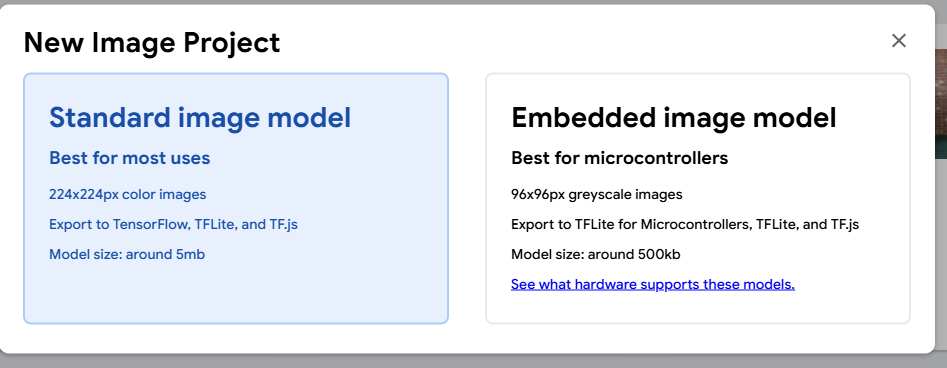 New Image Project
Standard image model
Best for most uses
224x224px color images
Export to TensorFlow, TFLite, and TF.js
Model size: around 5mb
Embedded image model
Best for microcontrollers
96x96px greyscale images
Export to TFLite for Microcontrollers, TFLite, and TF.js
Model size: around 500kb
See what hardware supports these models.